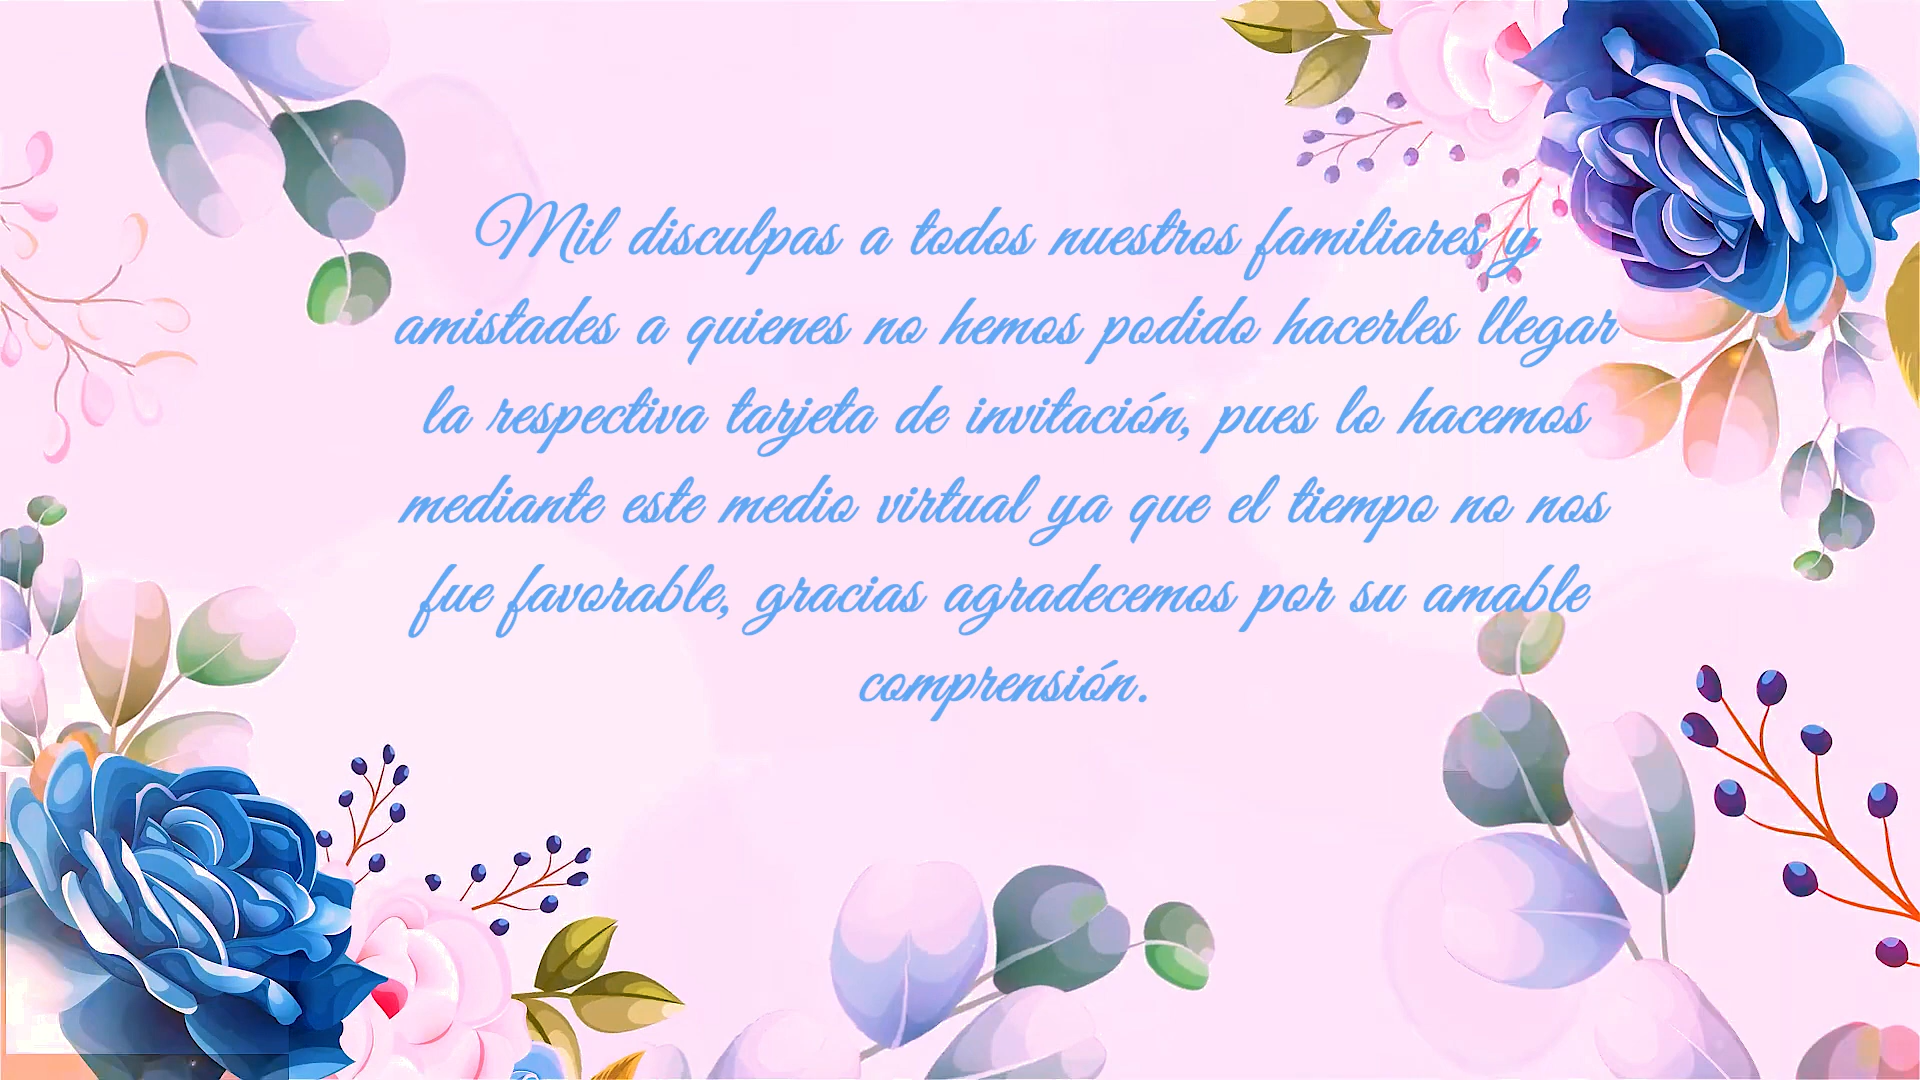 Mil disculpas a todos nuestros familiares y
amistades a quienes no hemos podido hacerles llegar
la respectiva tarjeta de invitación, pues lo hacemos
mediante este medio virtual ya que el tiempo no nos
fue favorable, gracias agradecemos por su amable
comprensión.